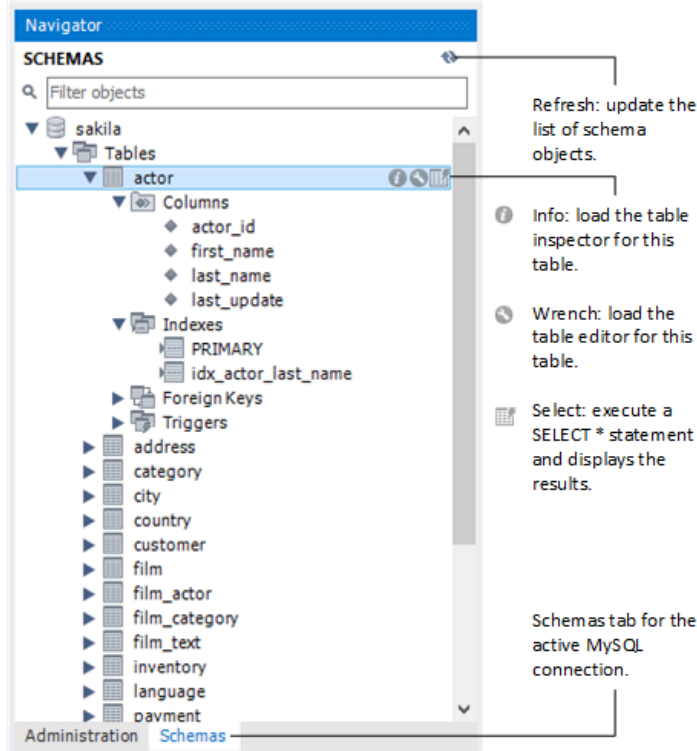 Navigator
SCHEMAS
Filter objects
sakila
Tables
actor
Columns
actor_id
first_name
last_name
last_update
Indexes
PRIMARY
idx_actor_last_name
Foreign Keys
Triggers
address
category
city
country
customer
film
film_actor
film_category
film_text
inventory
language
payment
Administration Schemas
Refresh: update the
list of schema
objects.
Info: load the table
inspector for this
table.
Wrench: load the
table editor for this
table.
Select: execute a
SELECT * statement
and displays the
results.
Schemas tab for the
active MySQL
connection.